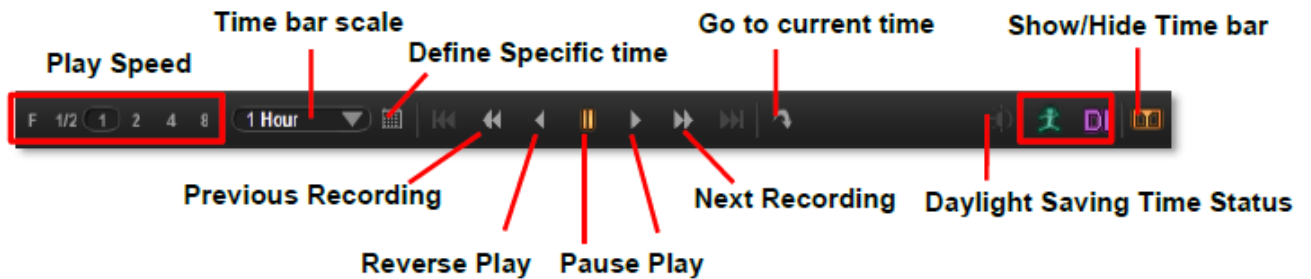 Time bar scale
Go to current time
Show/Hide Time bar
Define Specific time
Play Speed
F 1/2 1 2 4 8 1 Hour DI
Previous Recording
Next Recording
Daylight Saving Time Status
Reverse Play
Pause Play